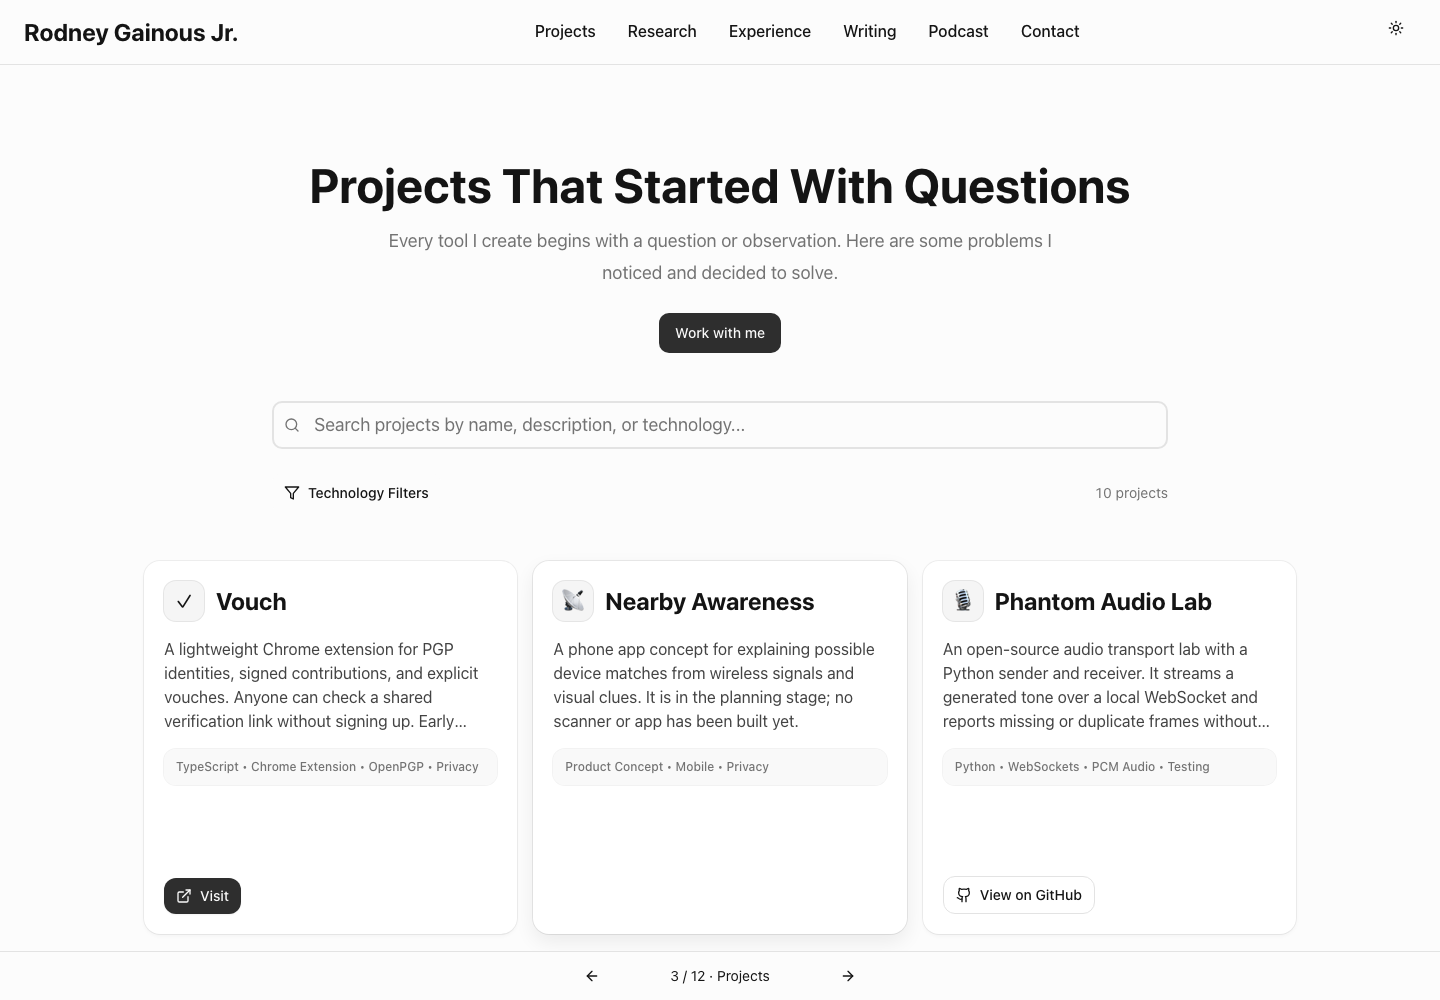 Rodney Gainous Jr.
Projects
Research
Experience
Writing
Podcast
Contact
Projects That Started With Questions
Every tool I create begins with a question or observation. Here are some problems I
noticed and decided to solve.
Work with me
Search projects by name, description, or technology...
Technology Filters
10 projects
Vouch
A lightweight Chrome extension for PGP
identities, signed contributions, and explicit
vouches. Anyone can check a shared
verification link without signing up. Early...
TypeScript • Chrome Extension • OpenPGP • Privacy
Visit
Nearby Awareness
A phone app concept for explaining possible
device matches from wireless signals and
visual clues. It is in the planning stage; no
scanner or app has been built yet.
Product Concept • Mobile • Privacy
Phantom Audio Lab
An open-source audio transport lab with a
Python sender and receiver. It streams a
generated tone over a local WebSocket and
reports missing or duplicate frames without...
Python • WebSockets • PCM Audio • Testing
View on GitHub
3 / 12 · Projects